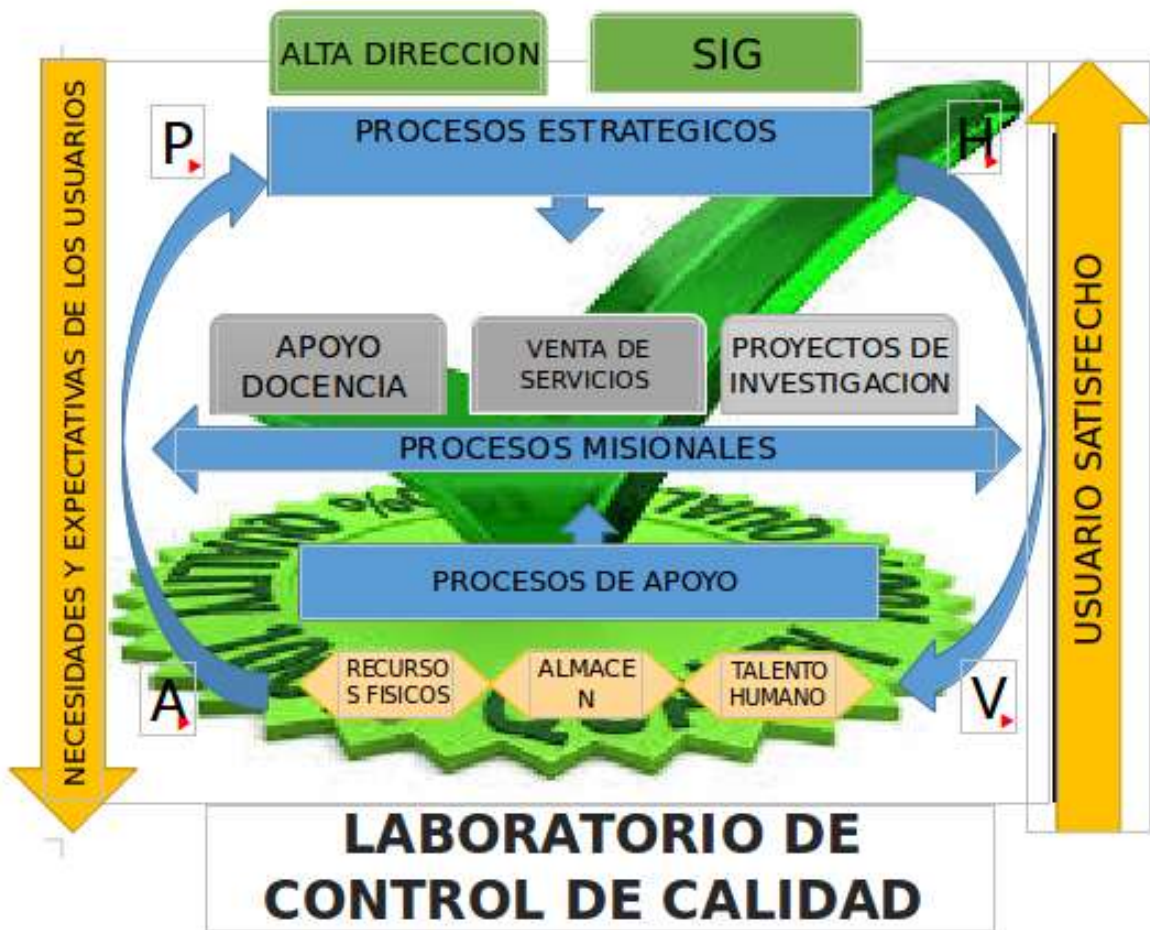 ALTA DIRECCION
SIG
NECESIDADES Y EXPECTATIVAS DE LOS USUARIOS
P
PROCESOS ESTRATEGICOS
H
USUARIO SATISFECHO
APOYO
DOCENCIA
VENTA DE
SERVICIOS
PROYECTOS DE
INVESTIGACION
PROCESOS MISIONALES
PROCESOS DE APOYO
A
RECURSO
S FISICOS
ALMACE
N
TALENTO
HUMANO
V
LABORATORIO DE
CONTROL DE CALIDAD